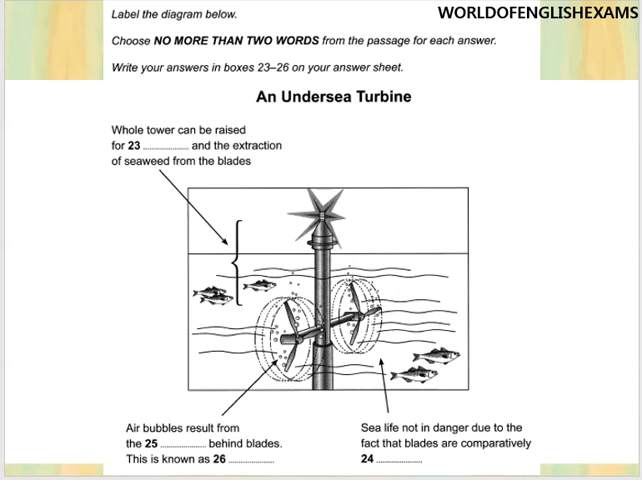 WORLDOFENGLISHEXAMS
Label the diagram below.
Choose NO MORE THAN TWO WORDS from the passage for each answer.
Write your answers in boxes 23–26 on your answer sheet.
An Undersea Turbine
Whole tower can be raised
for 23 .................. and the extraction
of seaweed from the blades
Air bubbles result from
the 25 .................. behind blades.
This is known as 26 ..................
Sea life not in danger due to the
fact that blades are comparatively
24 ..................